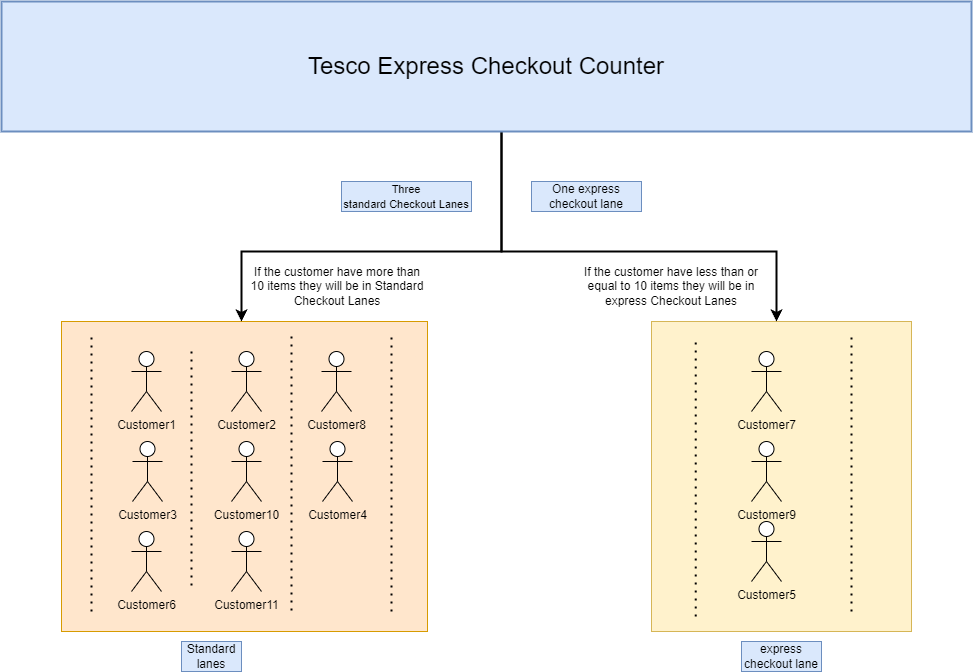 Tesco Express Checkout Counter
Three
standard Checkout Lanes
One express
checkout lane
If the customer have more than
10 items they will be in Standard
Checkout Lanes
If the customer have less than or
equal to 10 items they will be in
express Checkout Lanes
Customer1
Customer2
Customer8
Customer3
Customer10
Customer4
Customer6
Customer11
Customer7
Customer9
Customer5
Standard
lanes
express
checkout lane